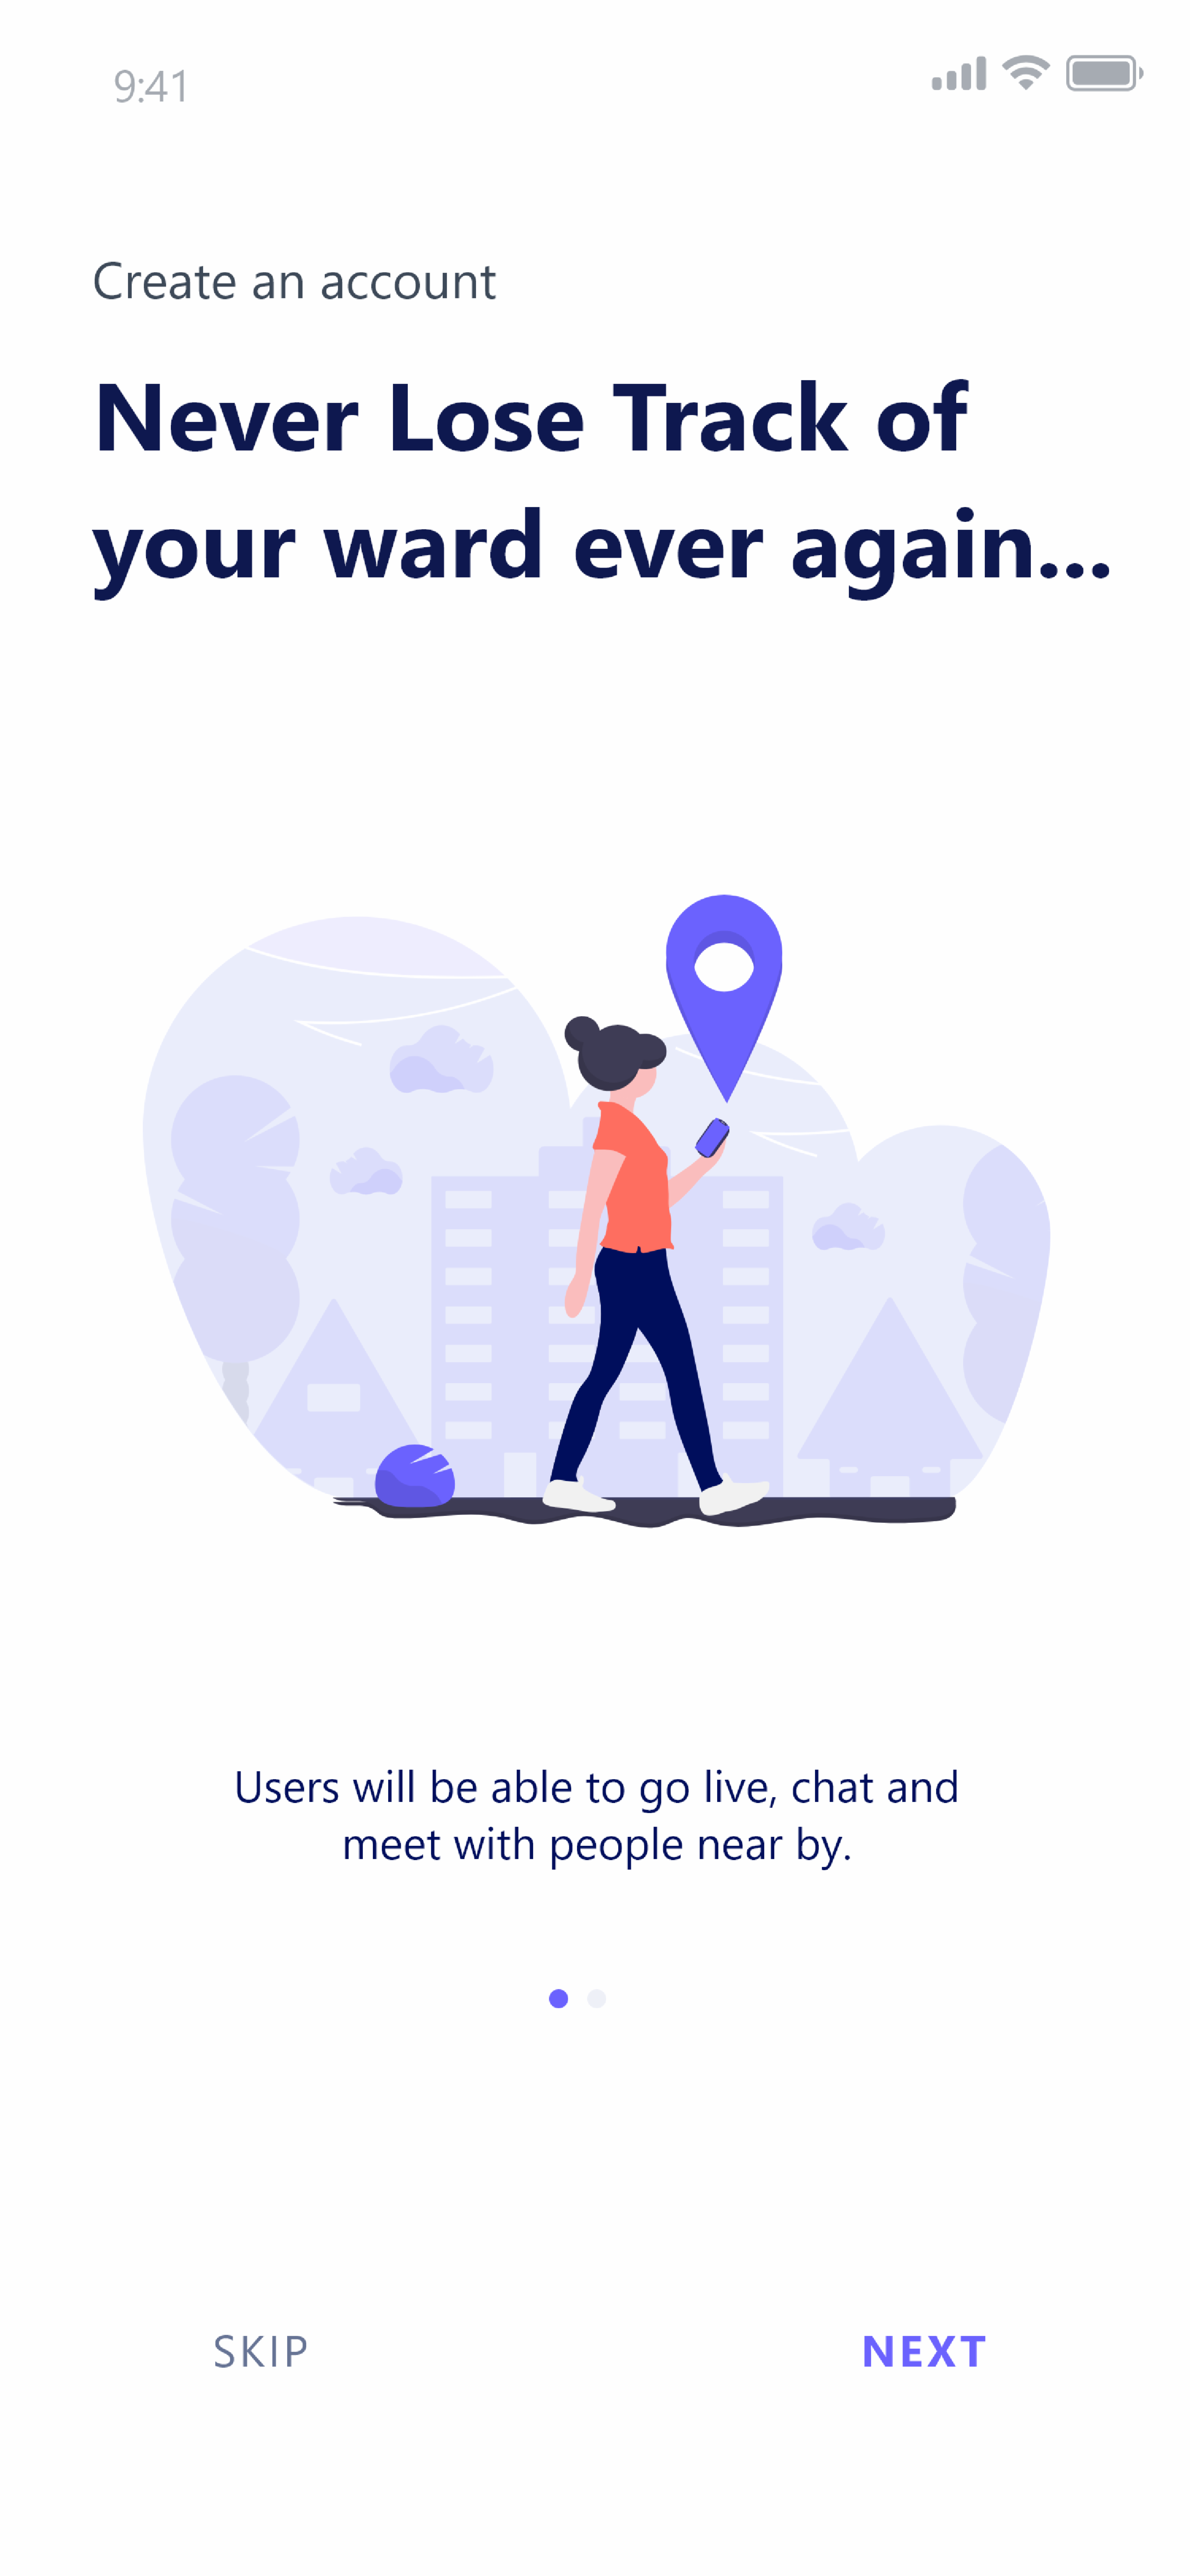 9:41
Create an account
Never Lose Track of
your ward ever again...
Users will be able to go live, chat and
meet with people near by.
SKIP
NEXT